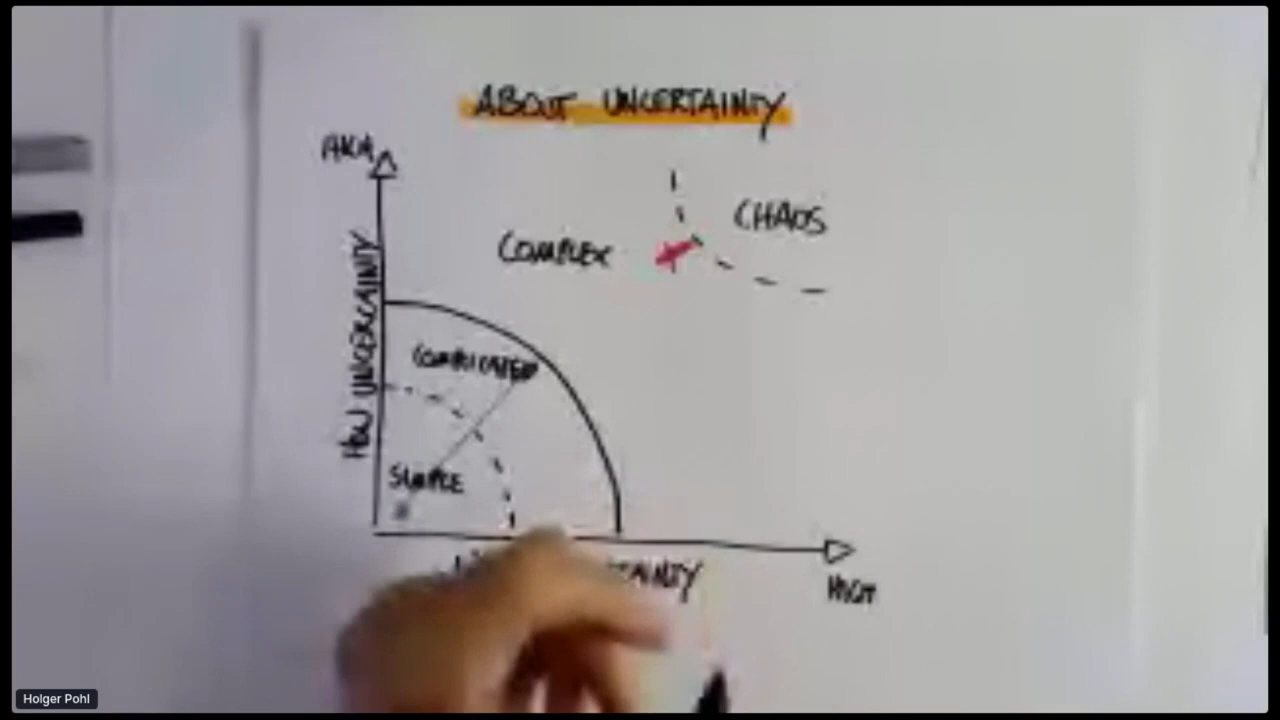 ABOUT UNCERTAINTY
CHAOS
COMPLEX
HOW UNCERTAINTY
COMPLICATED
SIMPLE
HIGH
Holger Pohl